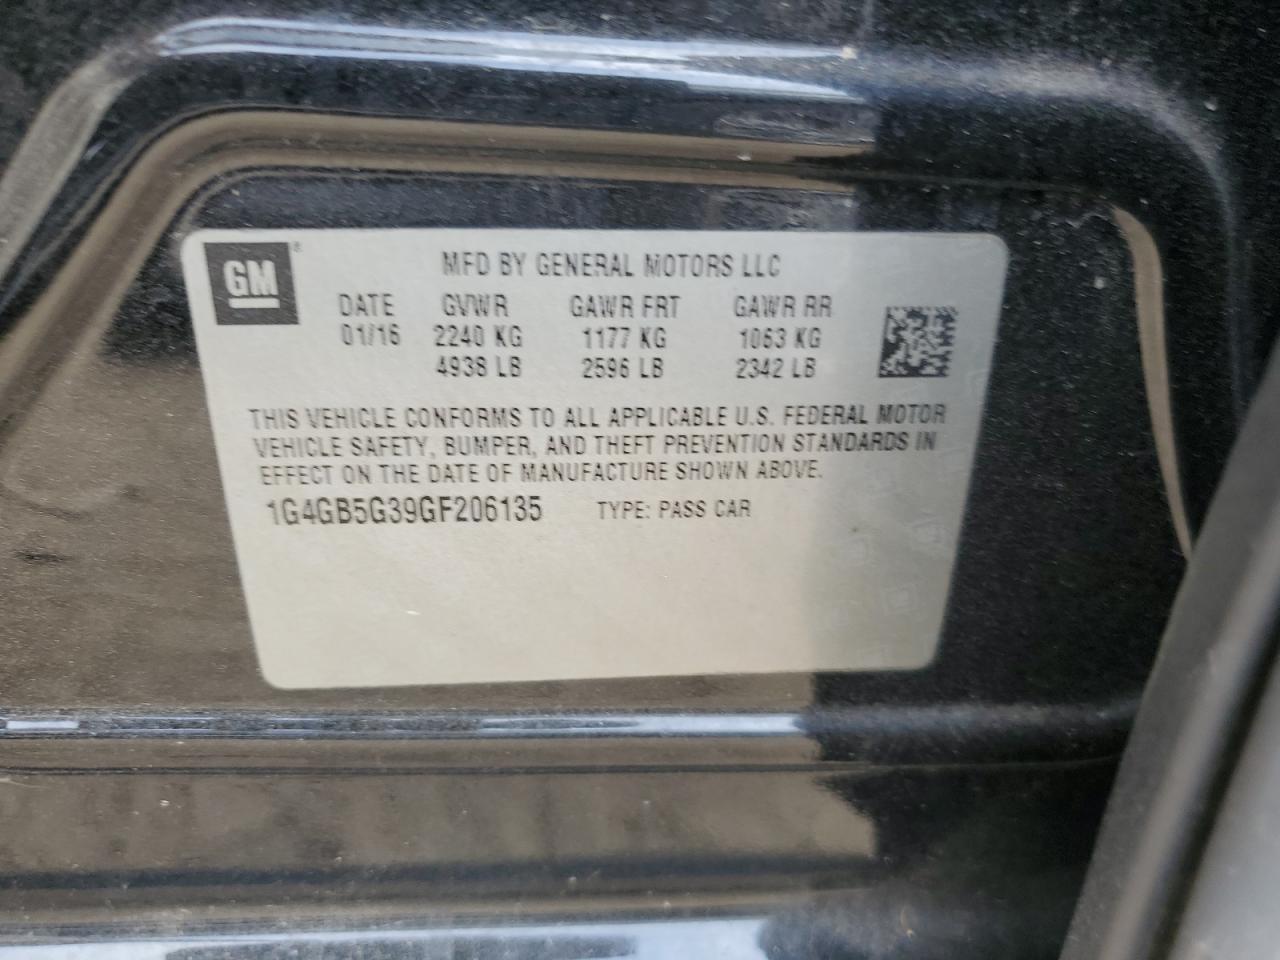 GM ®
MFD BY GENERAL MOTORS LLC
DATE GVWR GAWR FRT GAWR RR
01/16 2240 KG 1177 KG 1063 KG
4938 LB 2596 LB 2342 LB
THIS VEHICLE CONFORMS TO ALL APPLICABLE U.S. FEDERAL MOTOR
VEHICLE SAFETY, BUMPER, AND THEFT PREVENTION STANDARDS IN
EFFECT ON THE DATE OF MANUFACTURE SHOWN ABOVE.
1G4GB5G39GF206135 TYPE: PASS CAR